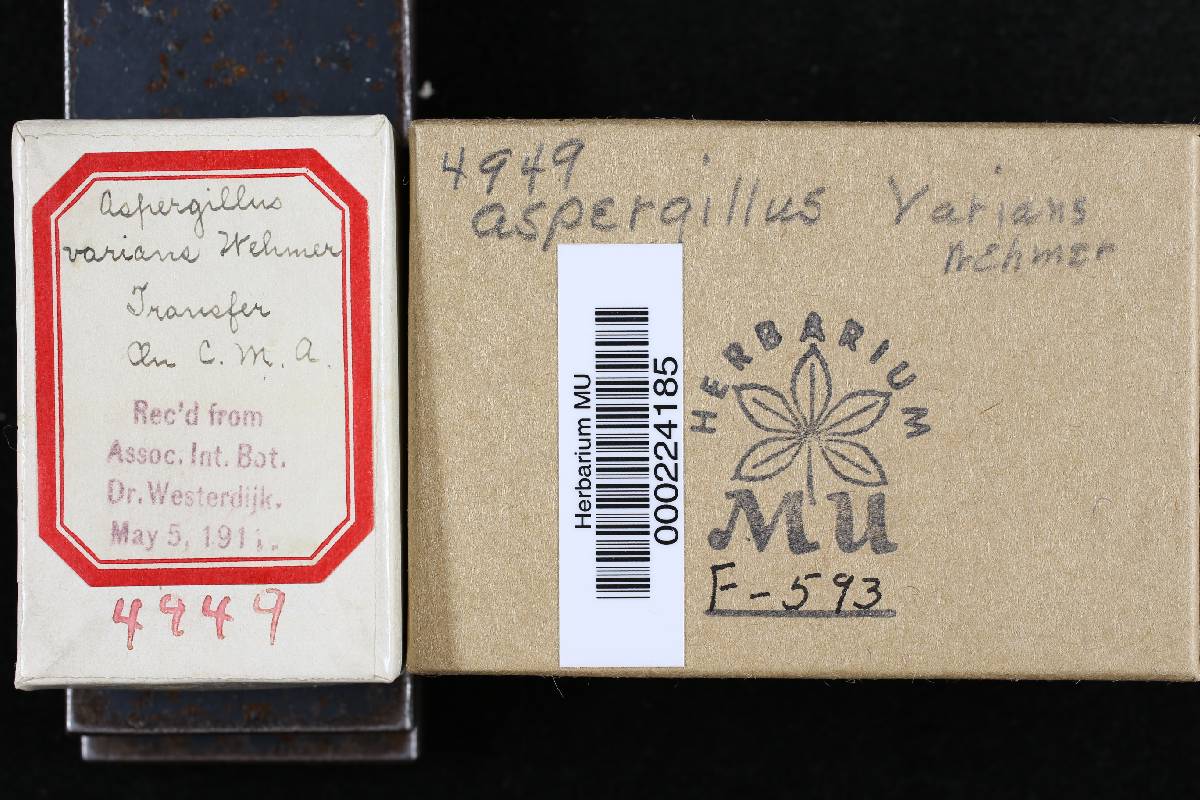 Aspergillus
varians Wehmer
Transfer
On C. M. A.
Rec'd from
Assoc. Int. Bot.
Dr. Westerdijk.
May 5, 191
4949
4949
Aspergillus Varians
Wehmer
Herbarium MU
000224185
HERBARIUM
MU
F-593